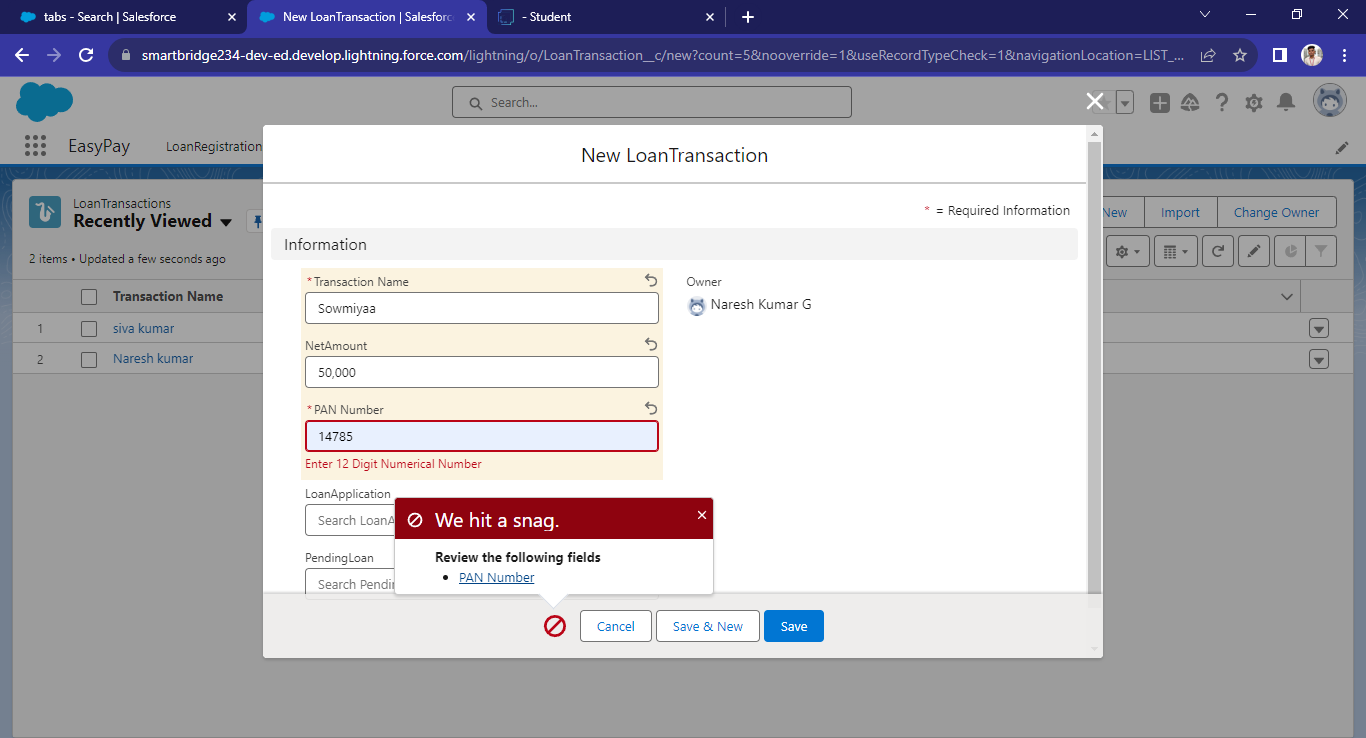 tabs - Search | Salesforce
New LoanTransaction | Salesforc
- Student
smartbridge234-dev-ed.develop.lightning.force.com/lightning/o/LoanTransaction__c/new?count=5&nooverride=1&useRecordTypeCheck=1&navigationLocation=LIST_...
Search...
EasyPay
LoanRegistration
New LoanTransaction
LoanTransactions
Recently Viewed
2 items • Updated a few seconds ago
New
Import
Change Owner
* = Required Information
Information
Transaction Name
1 siva kumar
2 Naresh kumar
* Transaction Name
Sowmiyaa
Owner
Naresh Kumar G
NetAmount
50,000
* PAN Number
14785
Enter 12 Digit Numerical Number
LoanApplication
Search LoanA
PendingLoan
Search Pendin
We hit a snag.
Review the following fields
• PAN Number
Cancel
Save & New
Save